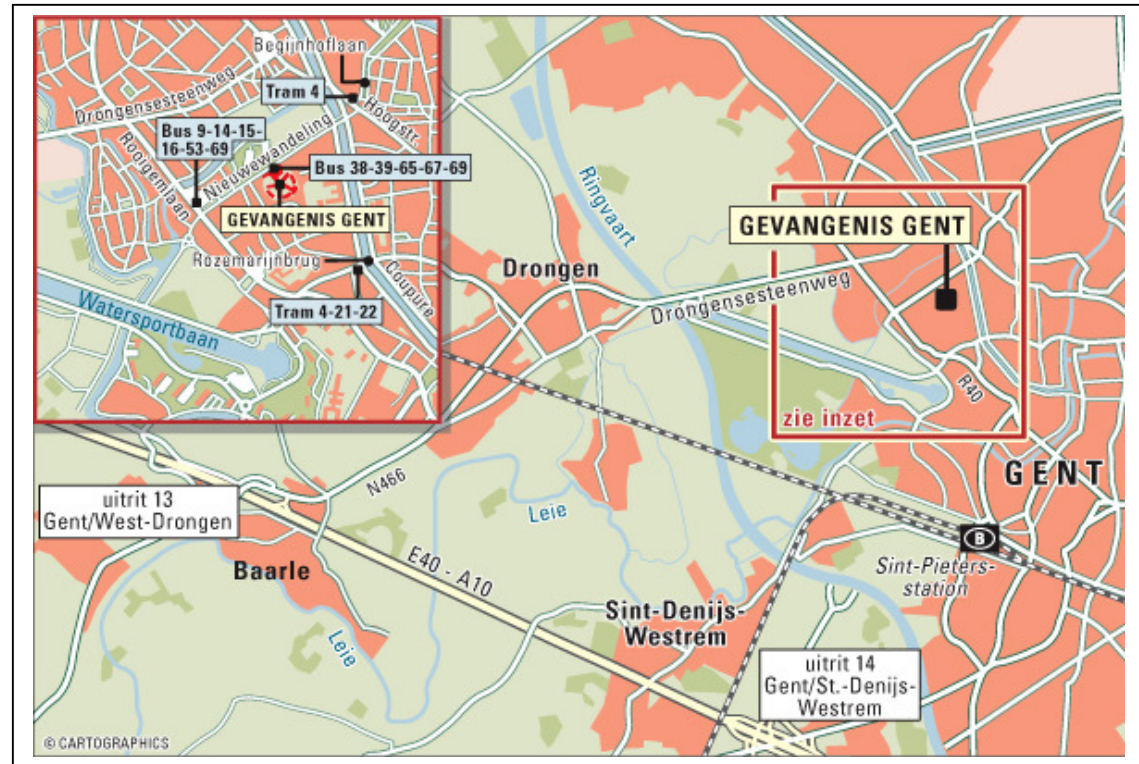 Begijnhoflaan
Drongensesteenweg
Tram 4
Hoogstr.
Bus 9-14-15-
16-53-69
Nieuwewandeling
Rooigemlaan
Bus 38-39-65-67-69
GEVANGENIS GENT
Rozemarijnbrug
Coupure
Tram 4-21-22
Watersportbaan
Ringvaart
GEVANGENIS GENT
Drongen
Drongensesteenweg
R40
zie inzet
GENT
uitrit 13
Gent/West-Drongen
N466
Leie
B
Sint-Pieters-
station
Baarle
E40 - A10
Leie
Sint-Denijs-
Westrem
uitrit 14
Gent/St.-Denijs-
Westrem
© CARTOGRAPHICS